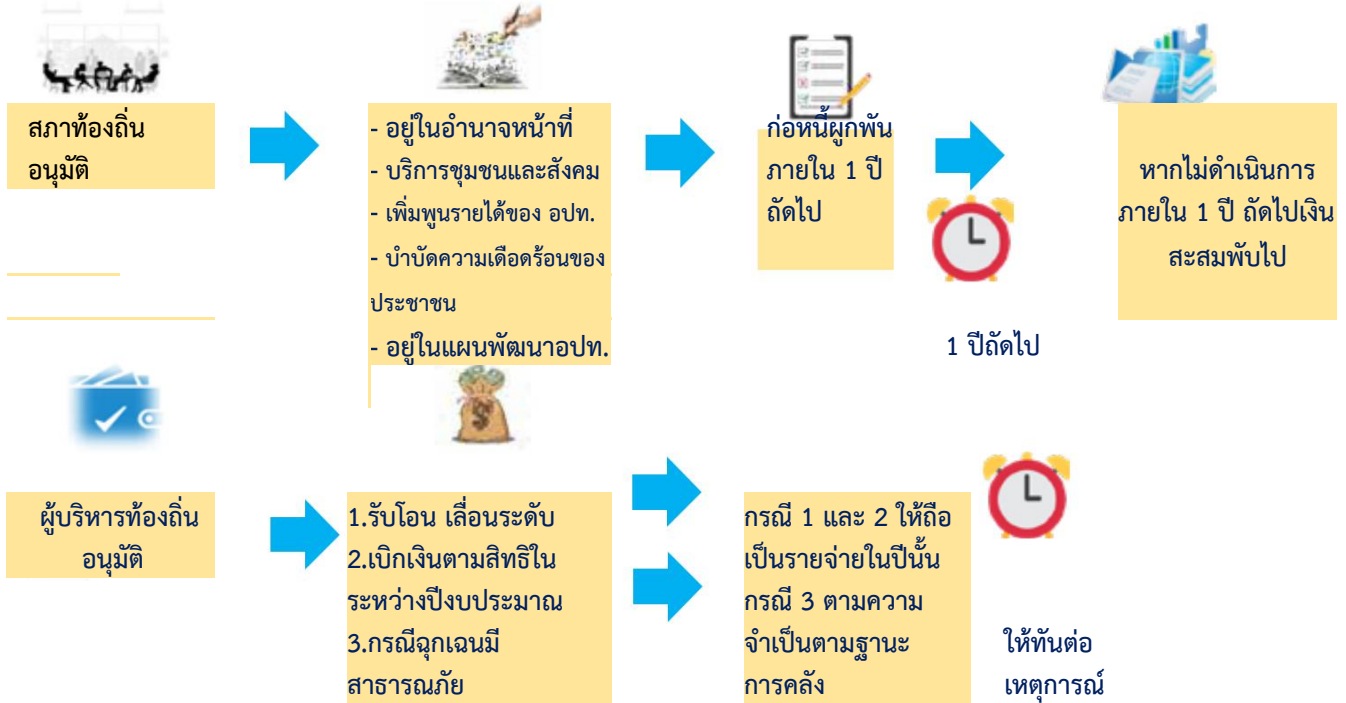 สภาท้องถิ่น
อนุมัติ
- อยู่ในอำนาจหน้าที่
- บริการชุมชนและสังคม
- เพิ่มพูนรายได้ของ อปท.
- บำบัดความเดือดร้อนของ
ประชาชน
- อยู่ในแผนพัฒนาอปท.
ก่อหนี้ผูกพัน
ภายใน 1 ปี
ถัดไป
1 ปีถัดไป
หากไม่ดำเนินการ
ภายใน 1 ปี ถัดไปเงิน
สะสมพับไป
ผู้บริหารท้องถิ่น
อนุมัติ
1.รับโอน เลื่อนระดับ
2.เบิกเงินตามสิทธิใน
ระหว่างปีงบประมาณ
3.กรณีฉุกเฉนมี
สาธารณภัย
กรณี 1 และ 2 ให้ถือ
เป็นรายจ่ายในปีนั้น
กรณี 3 ตามความ
จำเป็นตามฐานะ
การคลัง
ให้ทันต่อ
เหตุการณ์